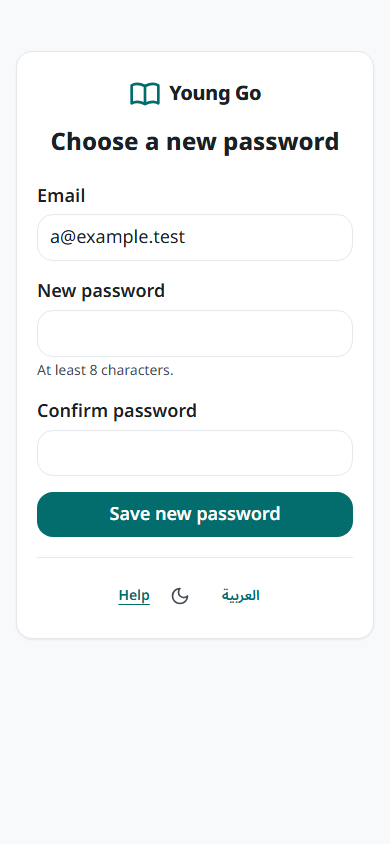 Young Go
Choose a new password
Email
a@example.test
New password
At least 8 characters.
Confirm password
Save new password
Help
العربية